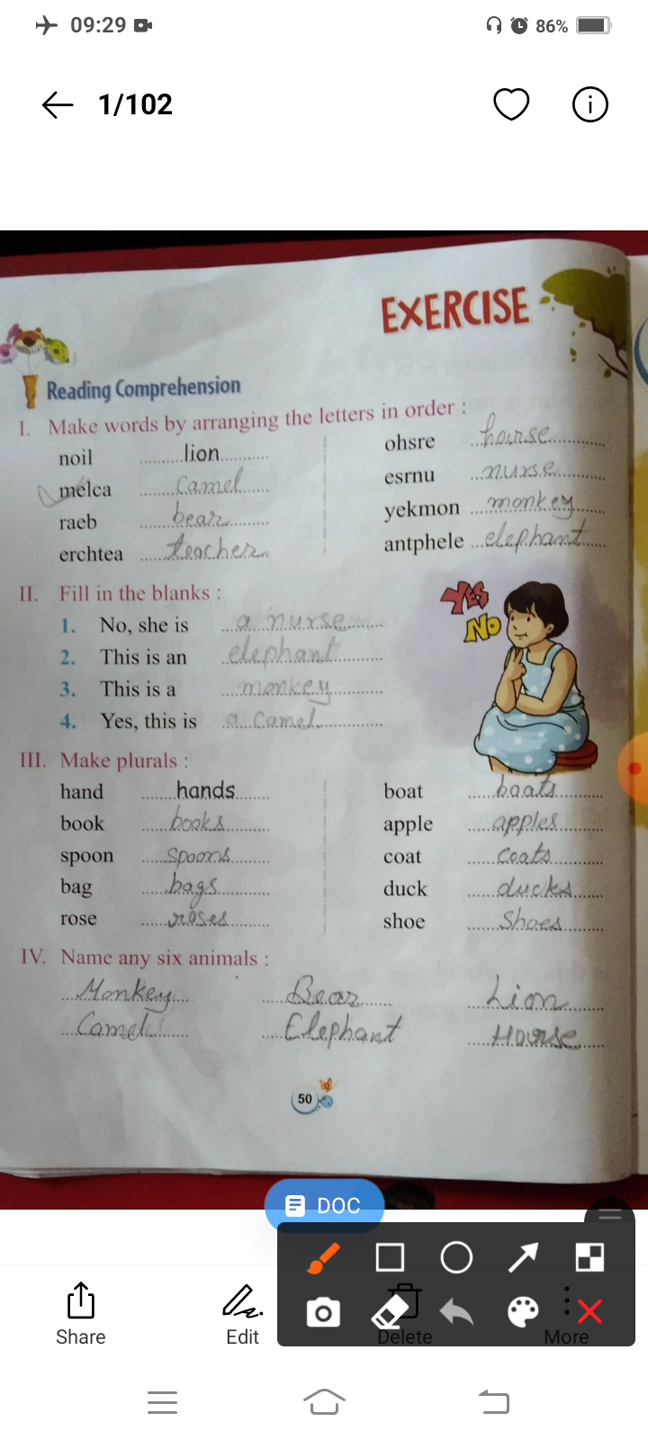 09:29 86%
1/102
EXERCISE
Reading Comprehension
I. Make words by arranging the letters in order :
noil lion ohsre hourse
melca camel esrnu nurse
raeb bear yekmon monkey
erchtea teacher antphele elephant
II. Fill in the blanks :
1. No, she is a nurse
2. This is an elephant
3. This is a monkey
4. Yes, this is a camel
YES
NO
III. Make plurals :
hand hands boat boats
book books apple apples
spoon spoons coat coats
bag bags duck ducks
rose roses shoe Shoes
IV. Name any six animals :
Monkey Bear Lion
Camel Elephant Hourse
50
DOC
Share Edit Delete More